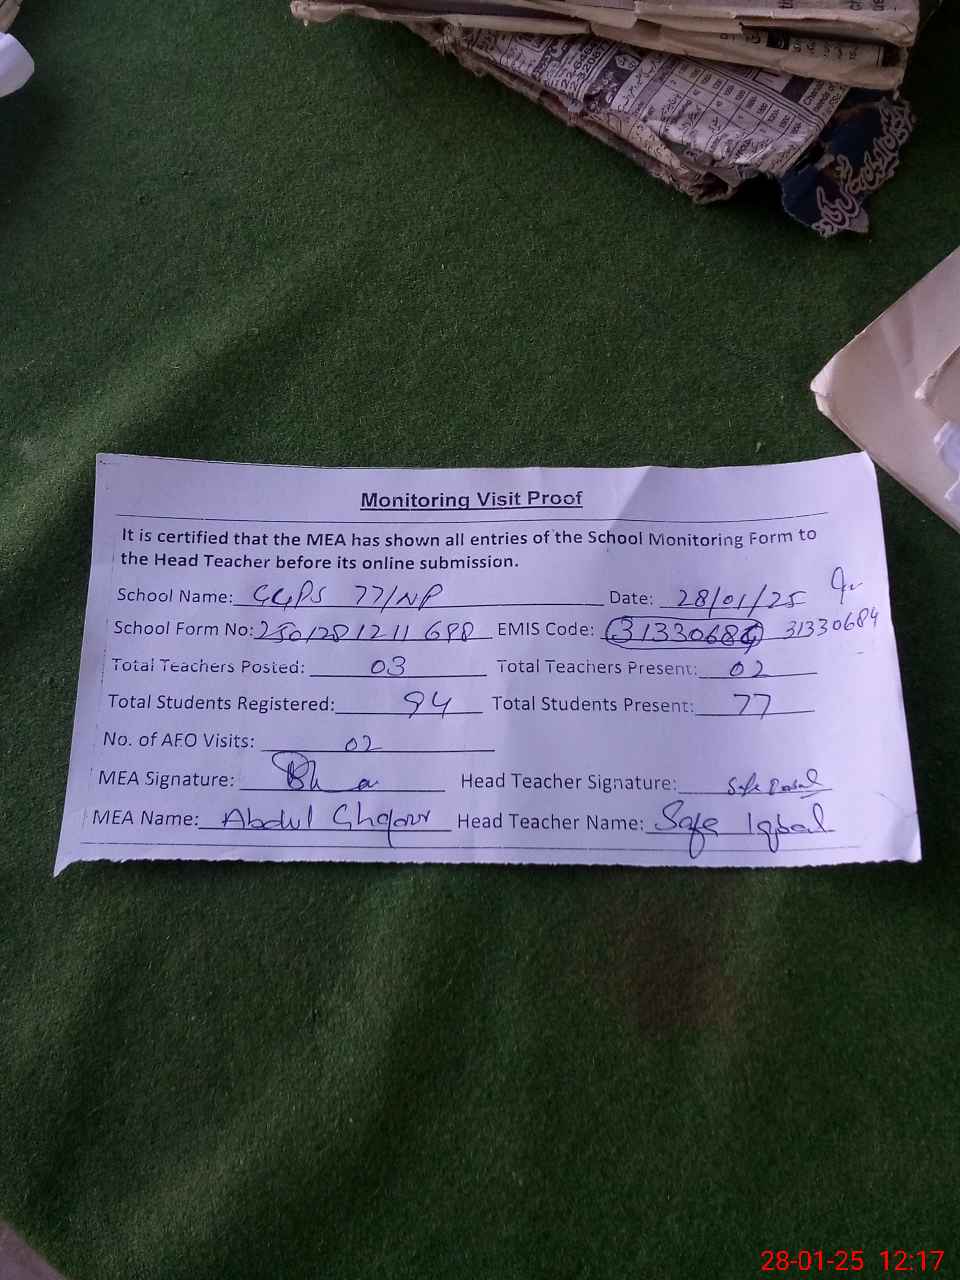 Monitoring Visit Proof
It is certified that the MEA has shown all entries of the School Monitoring Form to
the Head Teacher before its online submission.
School Name: GGPS 77/NP Date: 28/01/25
School Form No: 2501281211688 EMIS Code: 31330684 31330684
Total Teachers Posted: 03 Total Teachers Present: 02
Total Students Registered: 94 Total Students Present: 77
No. of AEO Visits: 02
MEA Signature: Head Teacher Signature:
MEA Name: Abdul Ghafoor Head Teacher Name: Safe Iqbal
28-01-25 12:17